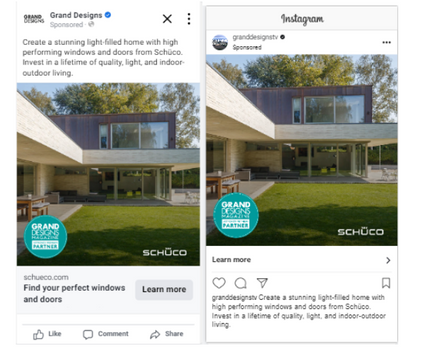 Grand Designs
Sponsored ·
Create a stunning light-filled home with high
performing windows and doors from Schüco.
Invest in a lifetime of quality, light, and indoor-
outdoor living.
GRAND
DESIGNS
MAGAZINE
PARTNER
SCHÜCO
schueco.com
Find your perfect windows
and doors
Learn more
Like
Comment
Share
Instagram
granddesignstv
Sponsored
GRAND
DESIGNS
MAGAZINE
PARTNER
SCHÜCO
Learn more
granddesignstv Create a stunning light-filled home with
high performing windows and doors from Schüco.
Invest in a lifetime of quality, light, and indoor-outdoor
living.